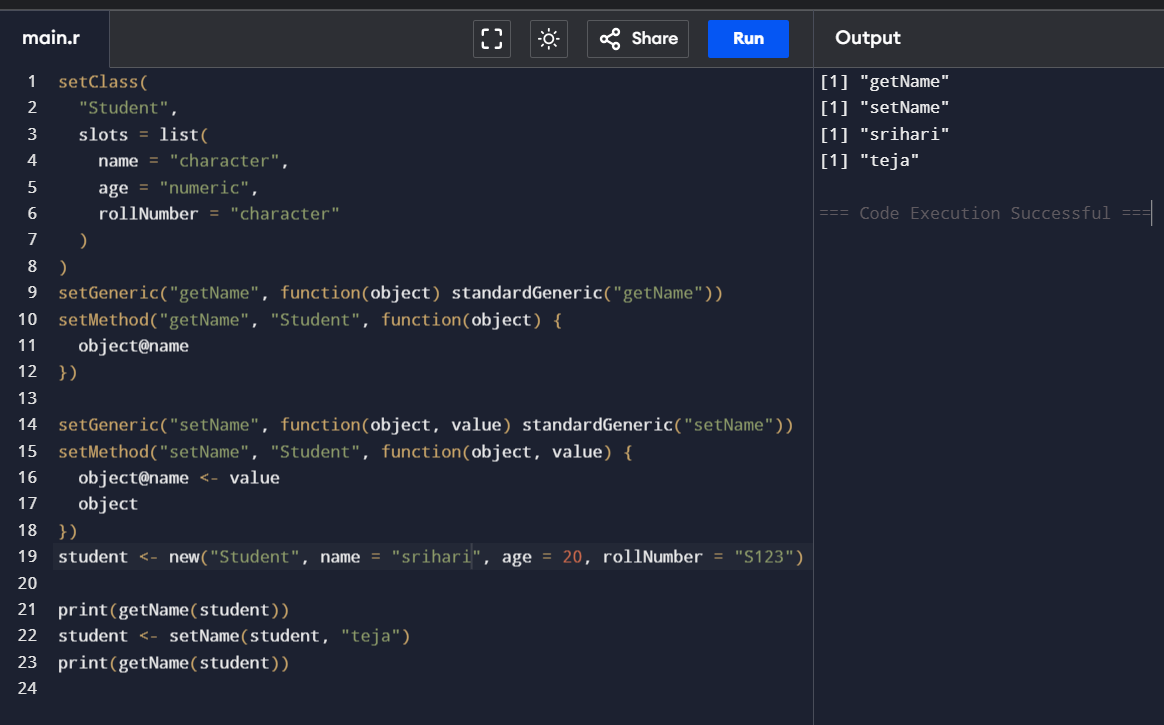 main.r
Share
Run
Output
1 setClass(
2   "Student",
3   slots = list(
4     name = "character",
5     age = "numeric",
6     rollNumber = "character"
7   )
8 )
9 setGeneric("getName", function(object) standardGeneric("getName"))
10 setMethod("getName", "Student", function(object) {
11   object@name
12 })
13
14 setGeneric("setName", function(object, value) standardGeneric("setName"))
15 setMethod("setName", "Student", function(object, value) {
16   object@name <- value
17   object
18 })
19 student <- new("Student", name = "srihari", age = 20, rollNumber = "S123")
20
21 print(getName(student))
22 student <- setName(student, "teja")
23 print(getName(student))
24
[1] "getName"
[1] "setName"
[1] "srihari"
[1] "teja"
=== Code Execution Successful ===